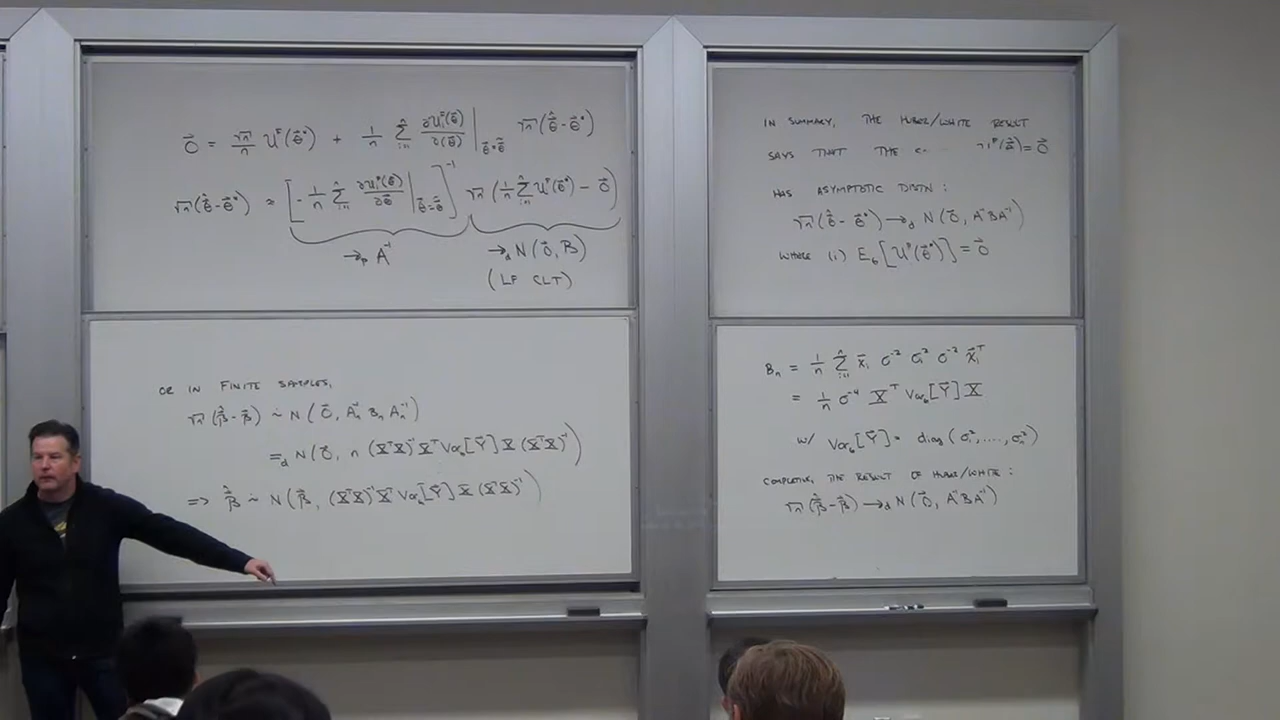 0⃗ = √n/n U^F(θ⃗*) + 1/n Σ_{i=1}^n ∂U_i^F(θ⃗)/∂(θ⃗) |_{θ⃗=θ̃⃗} √n(θ̂⃗ - θ⃗*)
√n(θ̂⃗ - θ⃗*) = [ -1/n Σ_{i=1}^n ∂U_i^F(θ⃗)/∂θ⃗ |_{θ⃗=θ̃⃗} ]^{-1} √n( 1/n Σ_{i=1}^n U_i^F(θ⃗*) - 0⃗ )
→_p A^{-1} →_d N(0⃗, B)
(LF CLT)
OR IN FINITE SAMPLES,
√n(β̂⃗ - β⃗) ~ N(0⃗, A_n^{-1} B_n A_n^{-1})
=_d N(0⃗, n (X^T X)^{-1} X^T Var_G[Y⃗] X (X^T X)^{-1})
=> β̂⃗ ~ N(β⃗, (X^T X)^{-1} X^T Var_G[Y⃗] X (X^T X)^{-1})
IN SUMMARY, THE HUBER/WHITE RESULT
SAYS THAT THE = 0⃗
HAS ASYMPTOTIC DISTN:
√n(θ̂⃗ - θ⃗*) →_d N(0⃗, A^{-1}BA^{-1})
WHERE (i) E_G[U^F(θ⃗*)] = 0⃗
B_n = 1/n Σ_{i=1}^n x⃗_i σ^{-2} σ_i^2 σ^{-2} x⃗_i^T
= 1/n σ^{-4} X^T Var_G[Y⃗] X
w/ Var_G[Y⃗] = diag(σ_1^2, ..., σ_n^2)
THE RESULT OF HUBER/WHITE:
√n(β̂⃗ - β⃗) →_d N(0⃗, A^{-1}BA^{-1})